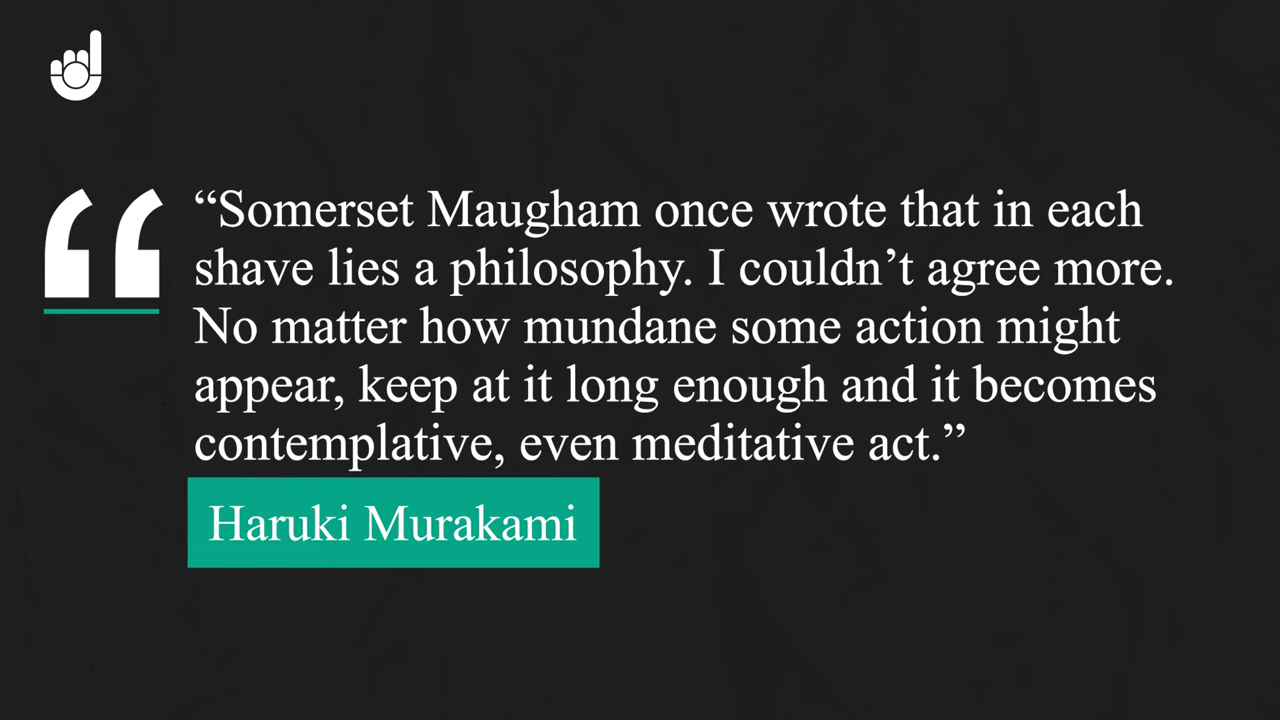 “Somerset Maugham once wrote that in each
shave lies a philosophy. I couldn’t agree more.
No matter how mundane some action might
appear, keep at it long enough and it becomes
contemplative, even meditative act.”
Haruki Murakami